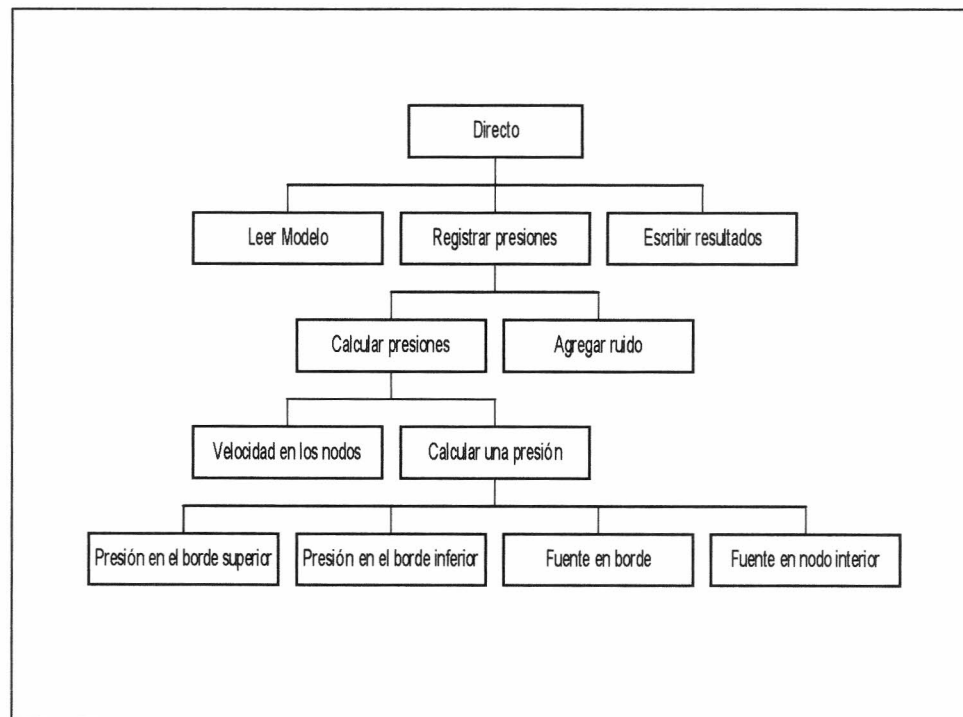 Directo
Leer Modelo
Registrar presiones
Escribir resultados
Calcular presiones
Agregar ruido
Velocidad en los nodos
Calcular una presión
Presión en el borde superior
Presión en el borde inferior
Fuente en borde
Fuente en nodo interior